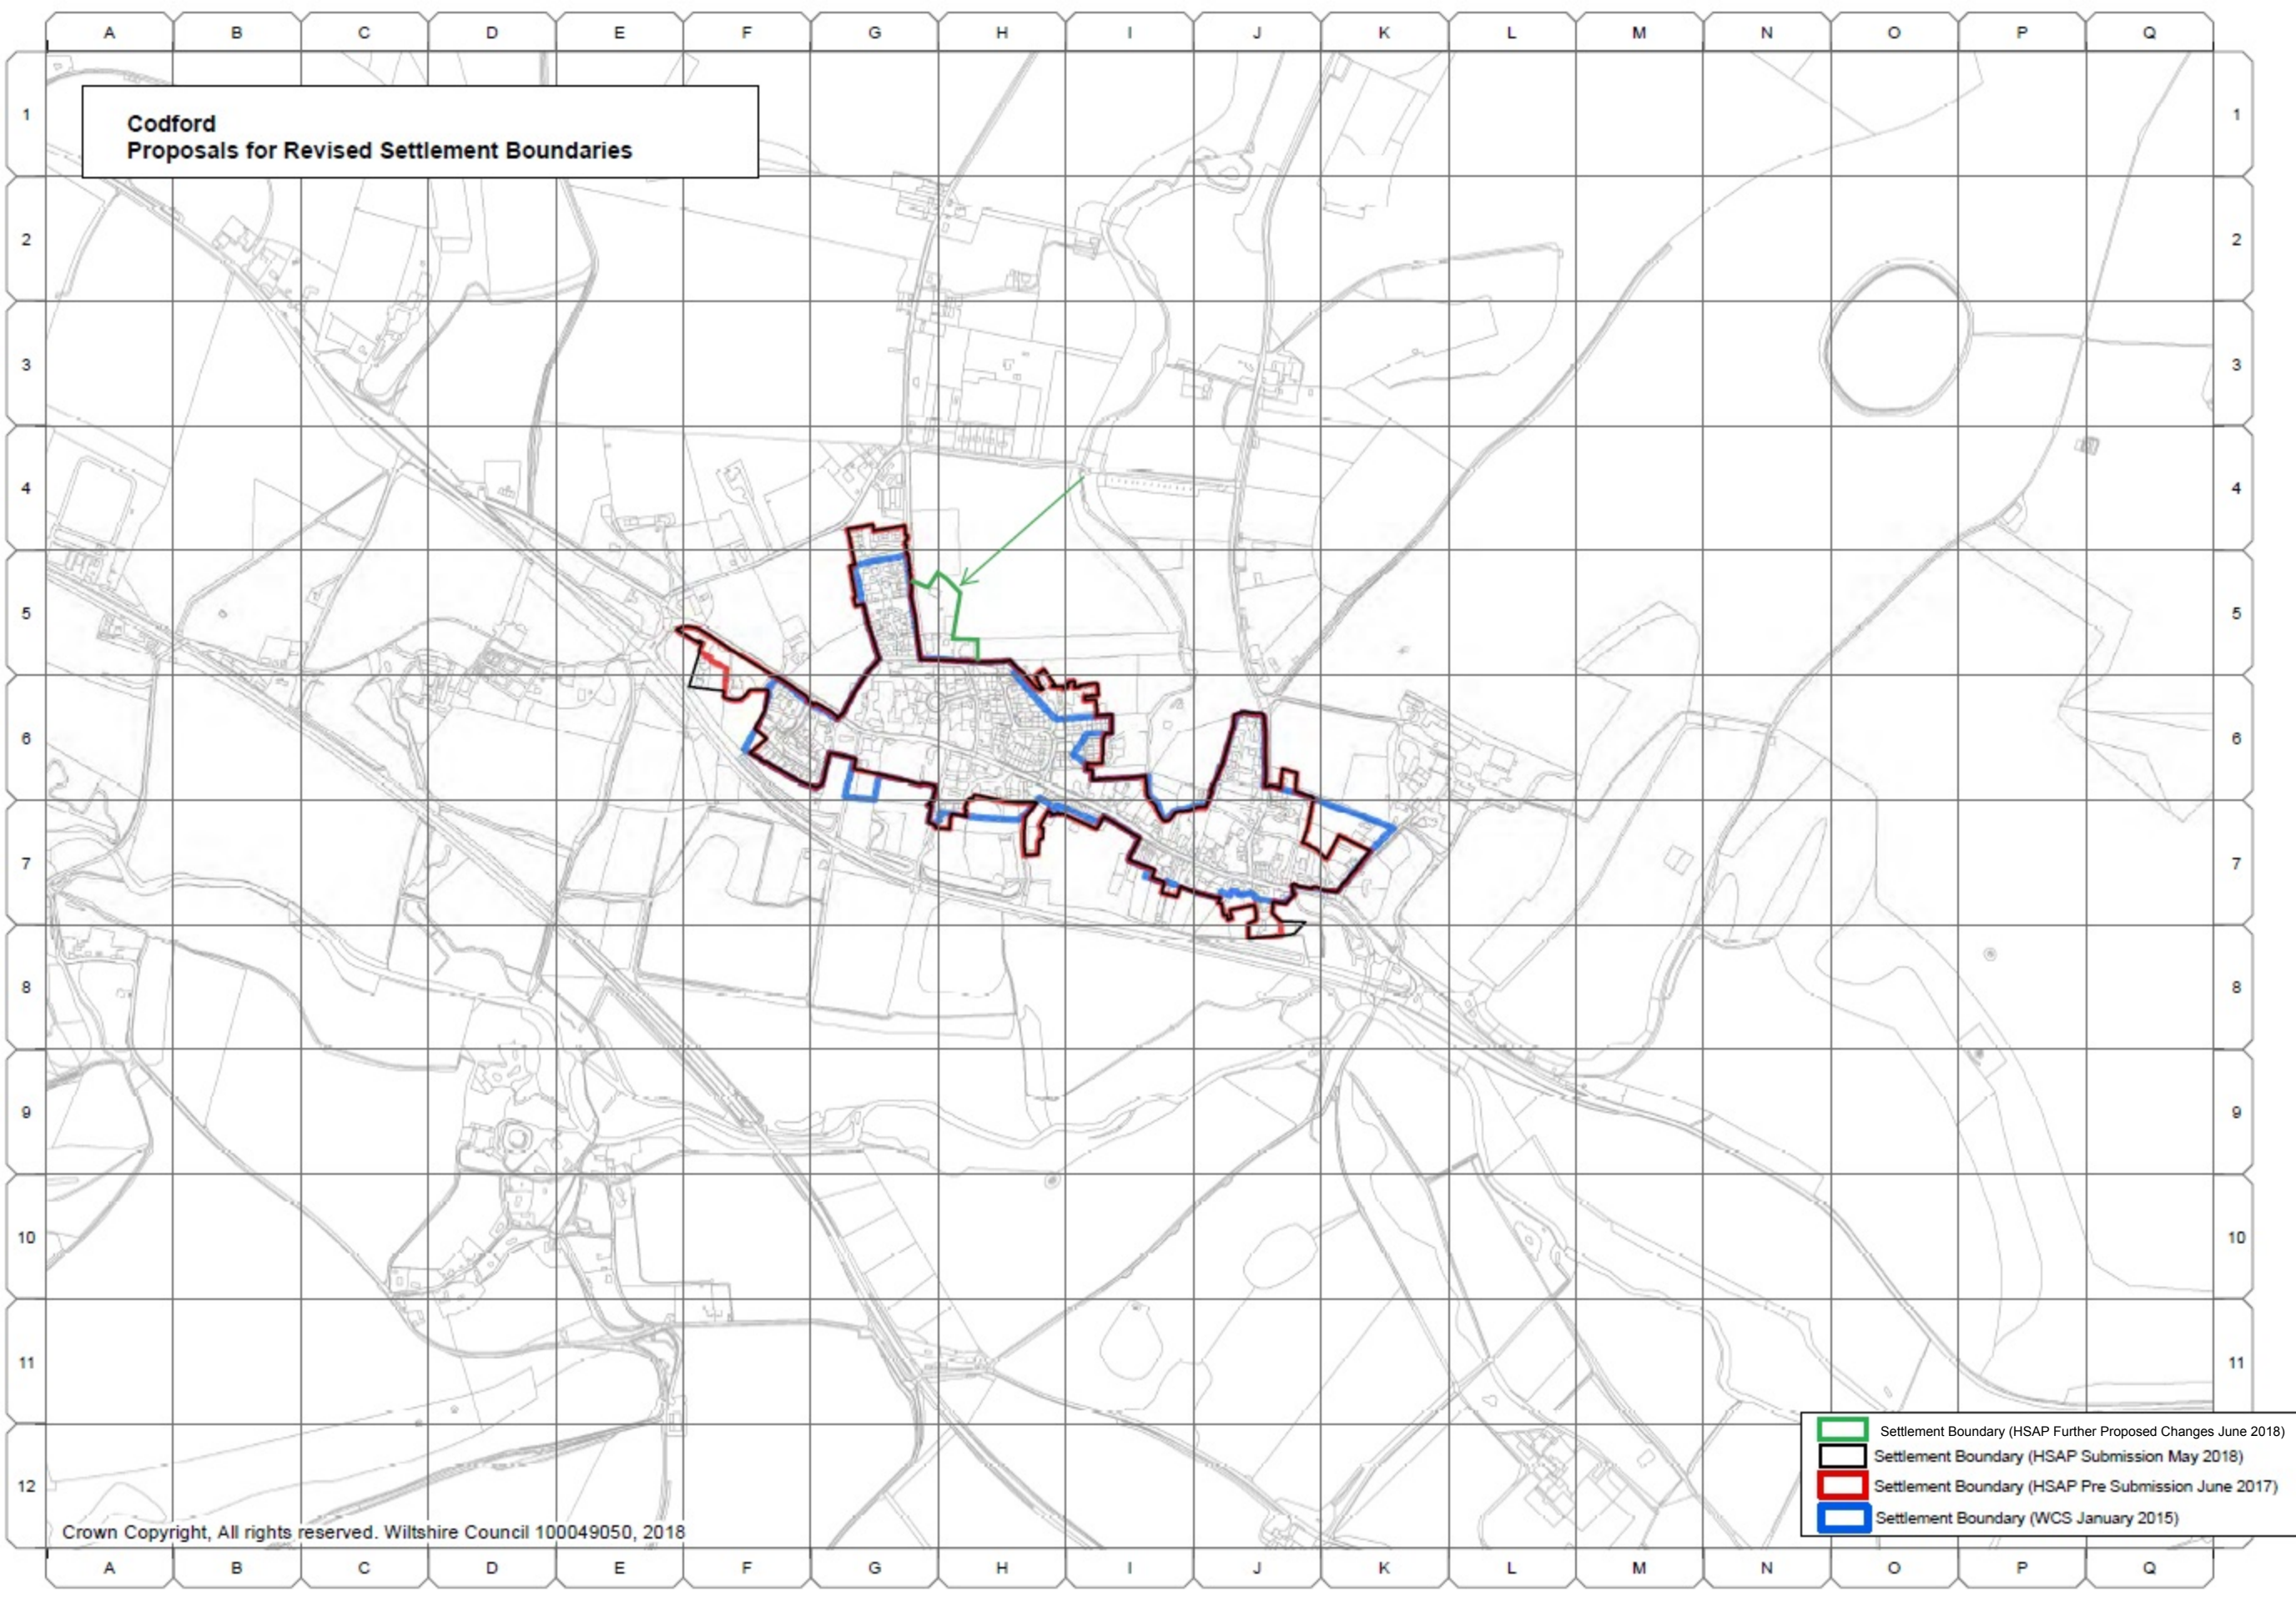 A B C D E F G H I J K L M N O P Q
Codford
Proposals for Revised Settlement Boundaries
1 1
2 2
3 3
4 4
5 5
6 6
7 7
8 8
9 9
10 10
11 11
12
Settlement Boundary (HSAP Further Proposed Changes June 2018)
Settlement Boundary (HSAP Submission May 2018)
Settlement Boundary (HSAP Pre Submission June 2017)
Settlement Boundary (WCS January 2015)
Crown Copyright, All rights reserved. Wiltshire Council 100049050, 2018
A B C D E F G H I J K L M N O P Q